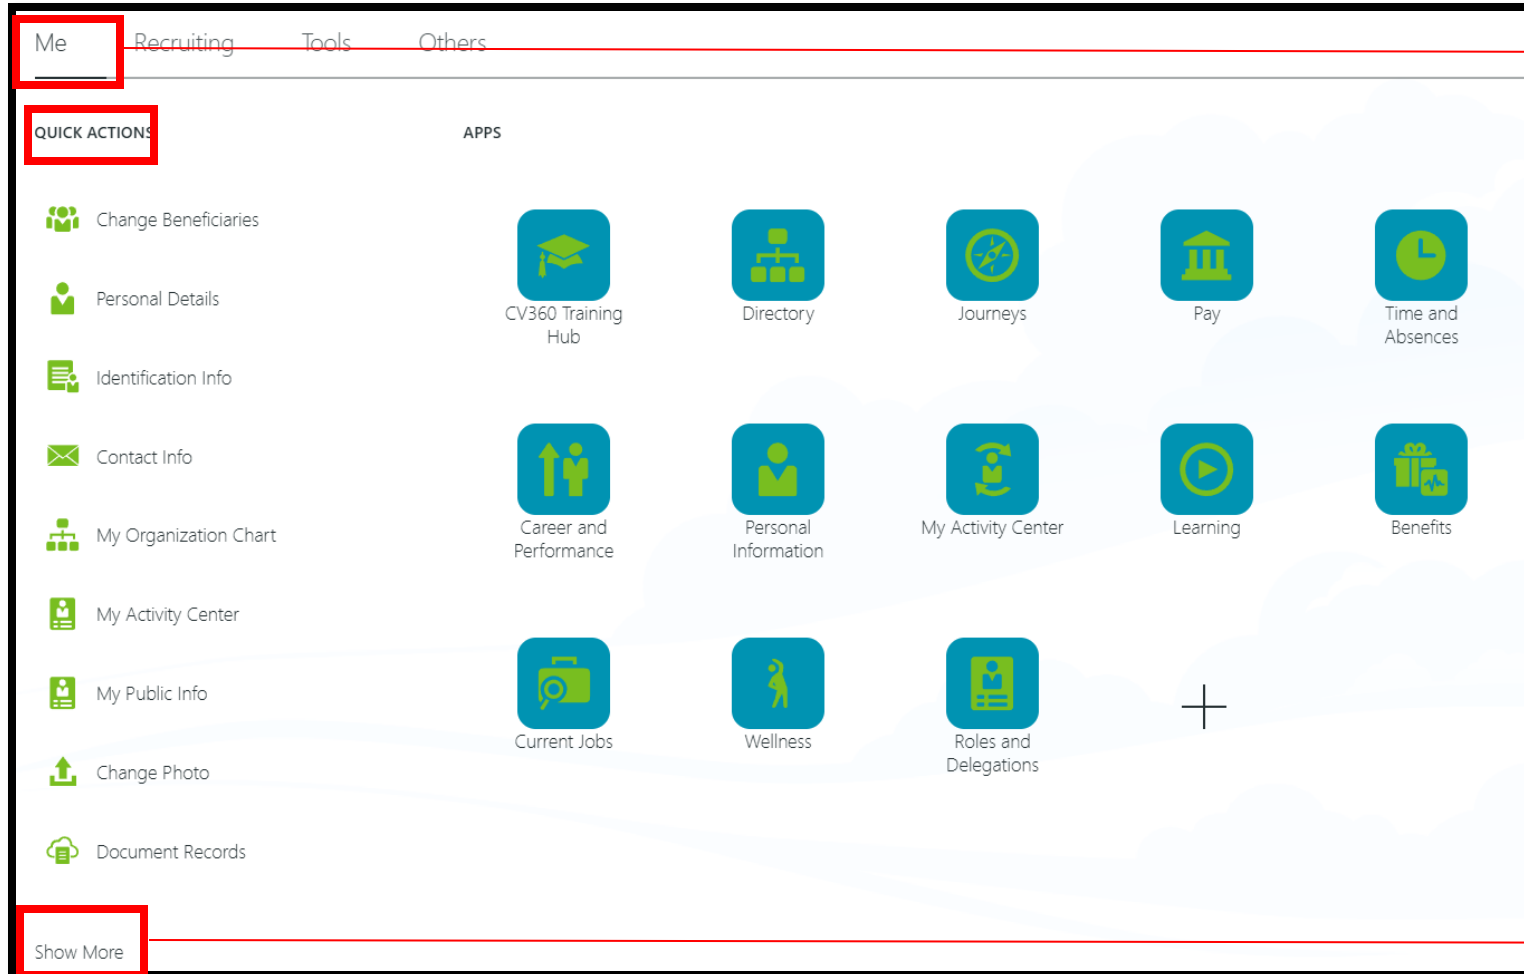 Me Recruiting Tools Others
QUICK ACTIONS
Change Beneficiaries
Personal Details
Identification Info
Contact Info
My Organization Chart
My Activity Center
My Public Info
Change Photo
Document Records
Show More
APPS
CV360 Training
Hub
Directory
Journeys
Pay
Time and
Absences
Career and
Performance
Personal
Information
My Activity Center
Learning
Benefits
Current Jobs
Wellness
Roles and
Delegations